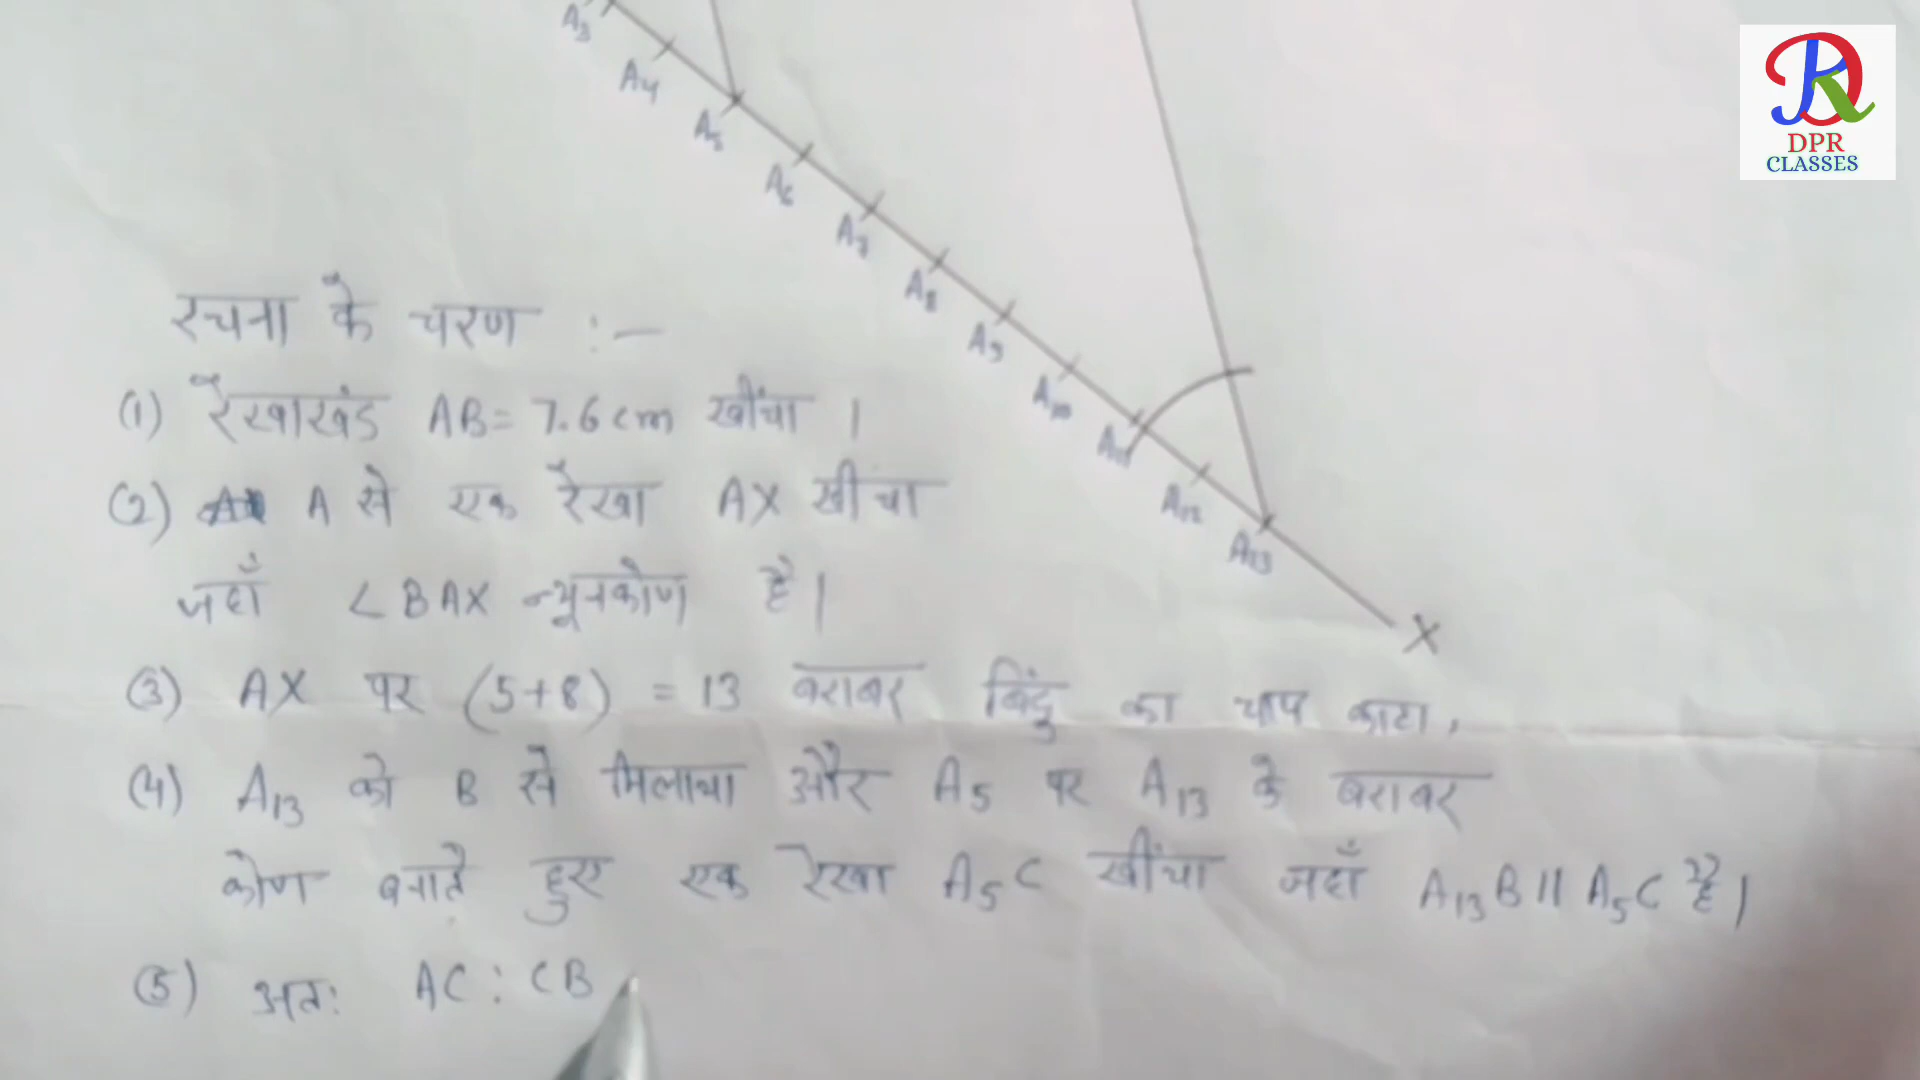 A3
A4
A5
A6
A7
A8
A9
A10
A11
A12
A13
X
DPR
CLASSES
रचना के चरण :—
(1) रेखाखंड AB = 7.6cm खींचा ।
(2) A से एक रेखा AX खींचा
जहाँ ∠BAX न्यूनकोण है।
(3) AX पर (5+8) = 13 बराबर बिंदु का चाप काटा,
(4) A13 को B से मिलाया और A5 पर A13 के बराबर
कोण बनाते हुए एक रेखा A5C खींचा जहाँ A13B || A5C है।
(5) अतः AC : CB